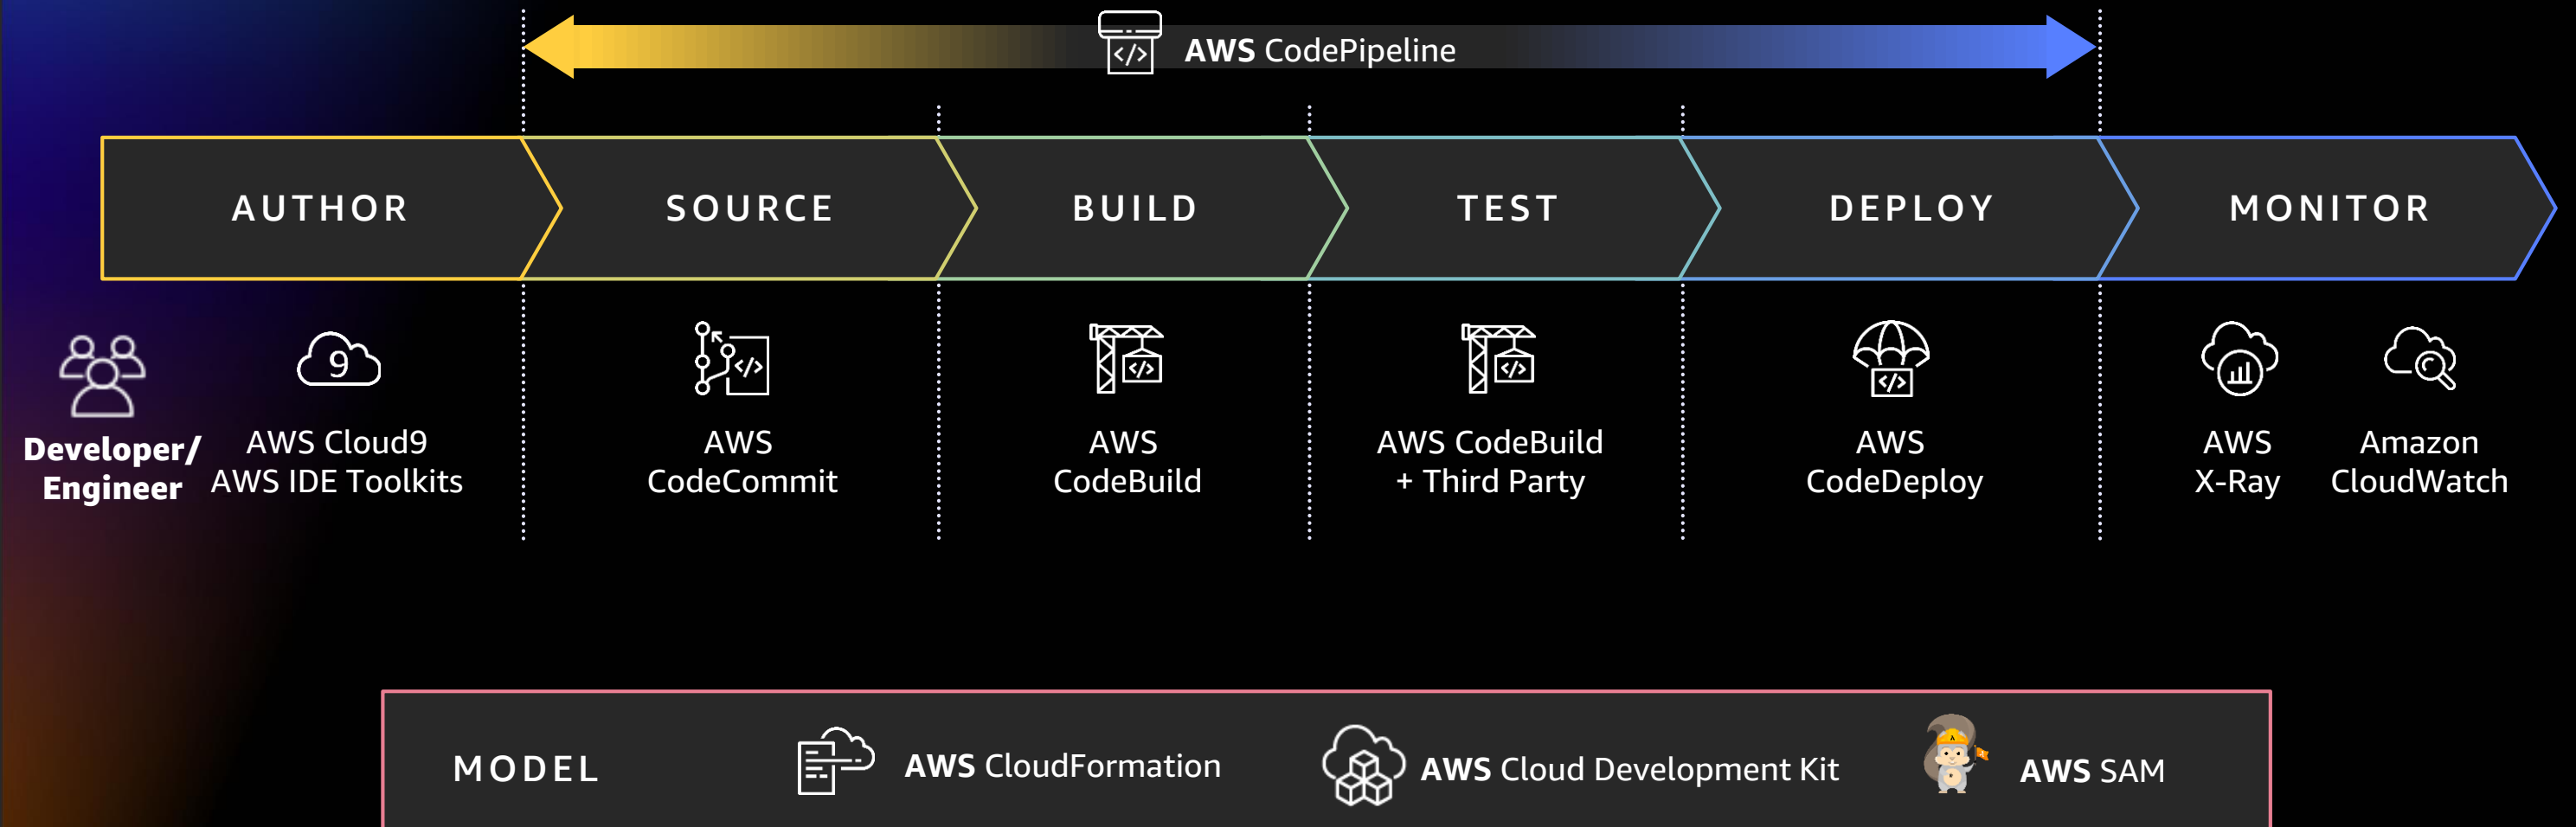 </> AWS CodePipeline
AUTHOR
SOURCE
BUILD
TEST
DEPLOY
MONITOR
9
</>
</>
</>
</>
Developer/
Engineer
AWS Cloud9
AWS IDE Toolkits
AWS
CodeCommit
AWS
CodeBuild
AWS CodeBuild
+ Third Party
AWS
CodeDeploy
AWS
X-Ray
Amazon
CloudWatch
MODEL
AWS CloudFormation
AWS Cloud Development Kit
AWS SAM